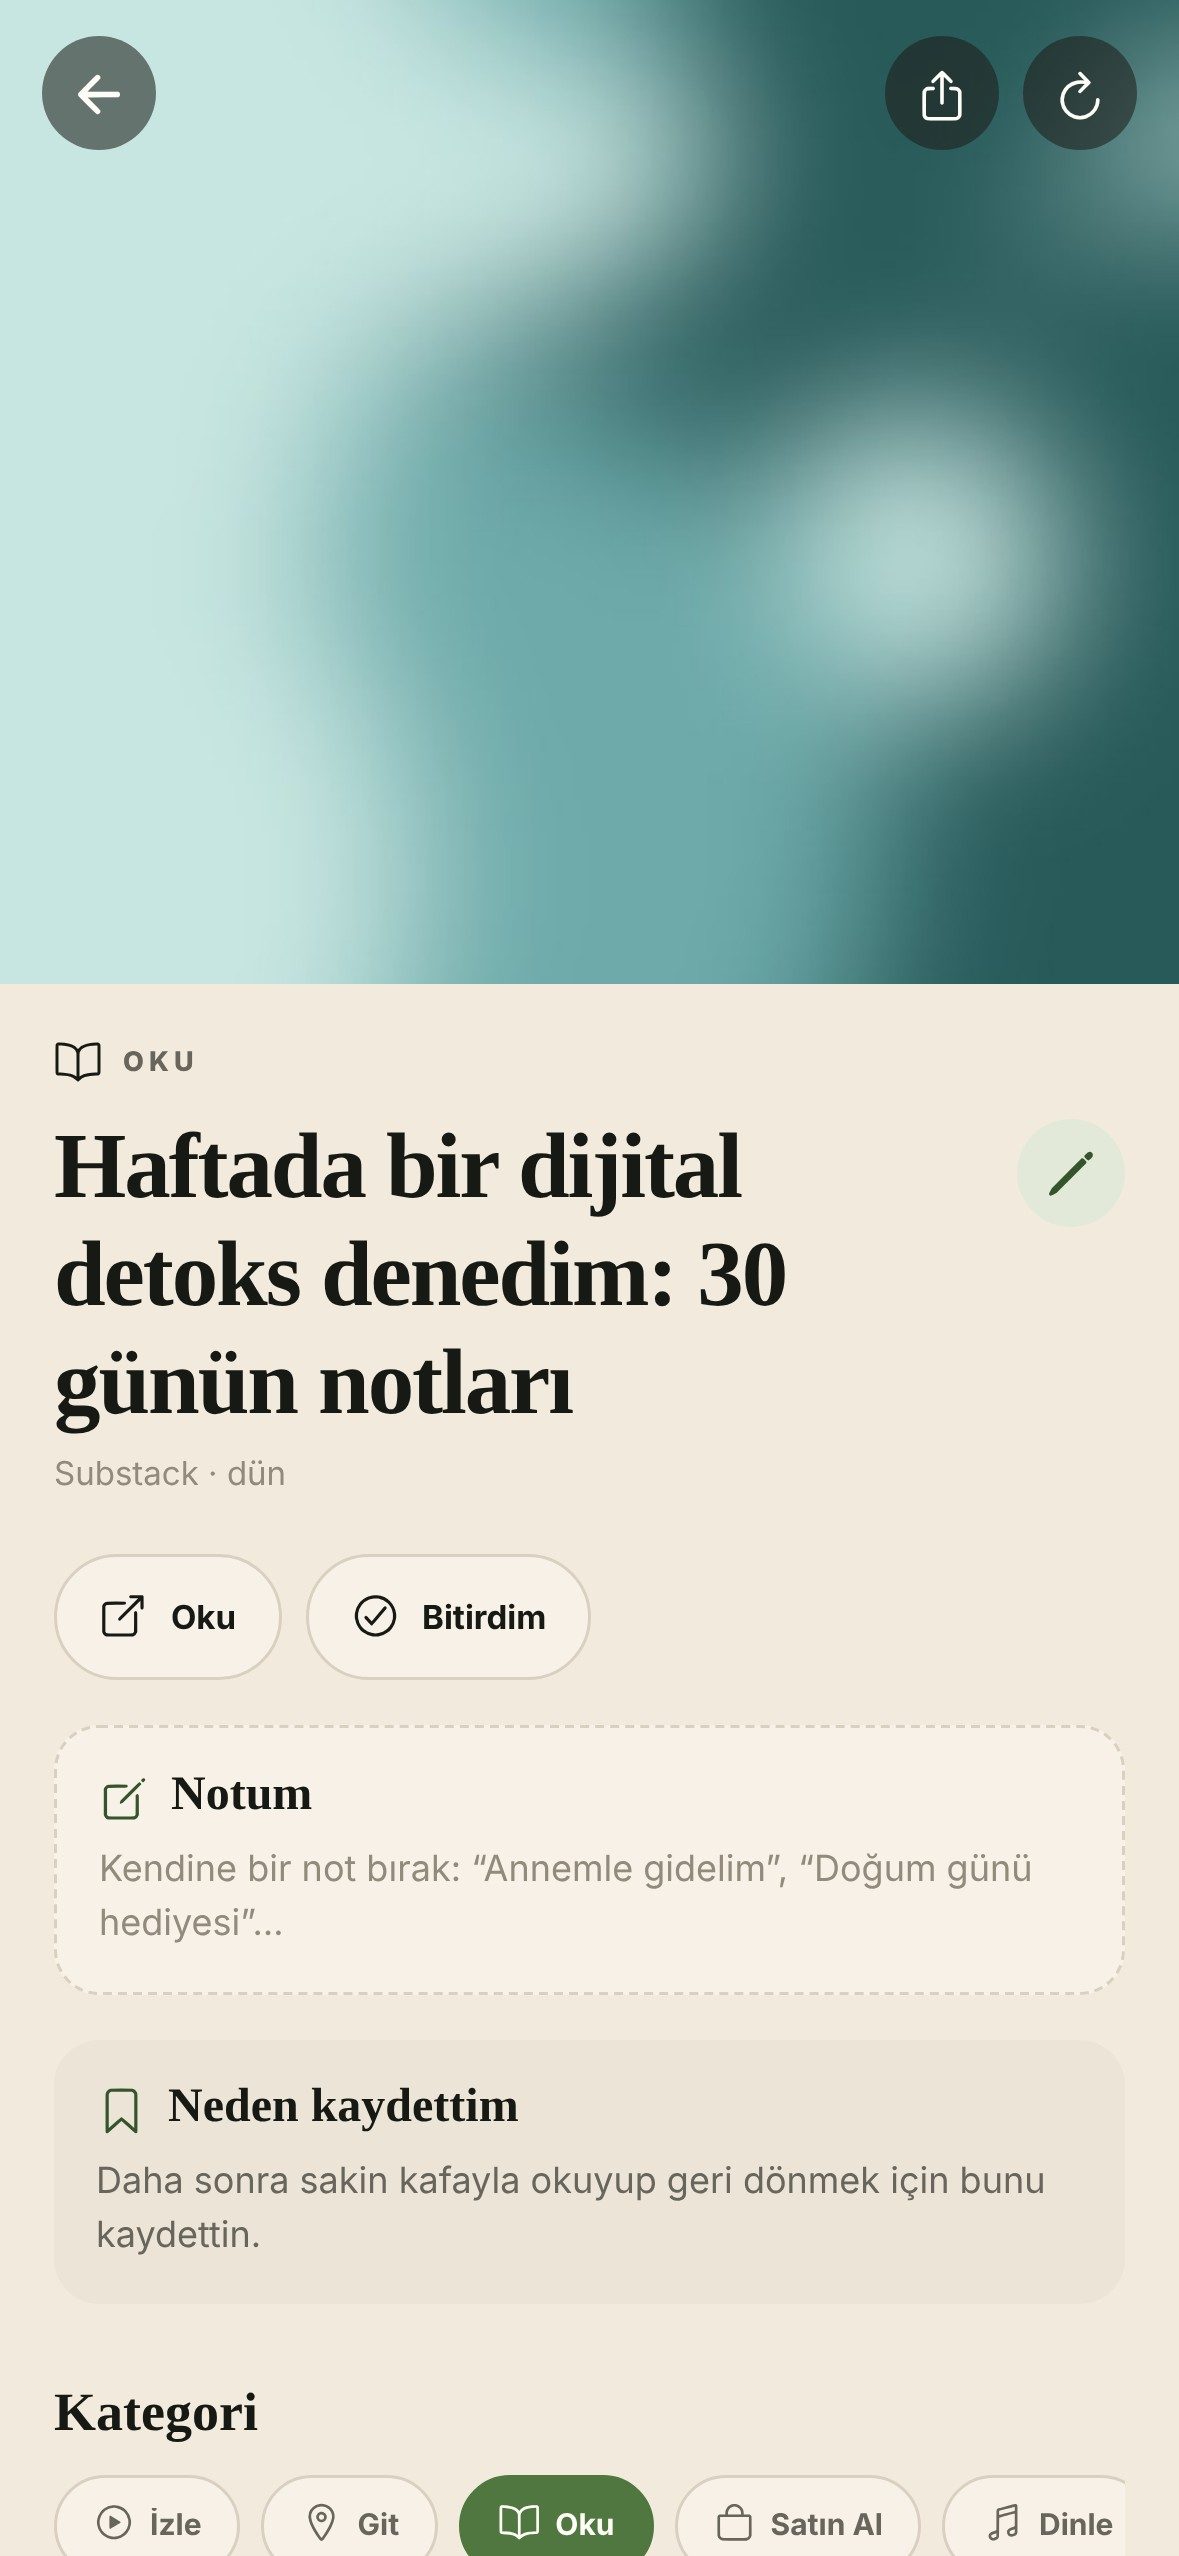 OKU
Haftada bir dijital
detoks denedim: 30
günün notları
Substack · dün
Oku
Bitirdim
Notum
Kendine bir not bırak: “Annemle gidelim”, “Doğum günü
hediyesi”…
Neden kaydettim
Daha sonra sakin kafayla okuyup geri dönmek için bunu
kaydettin.
Kategori
İzle
Git
Oku
Satın Al
Dinle